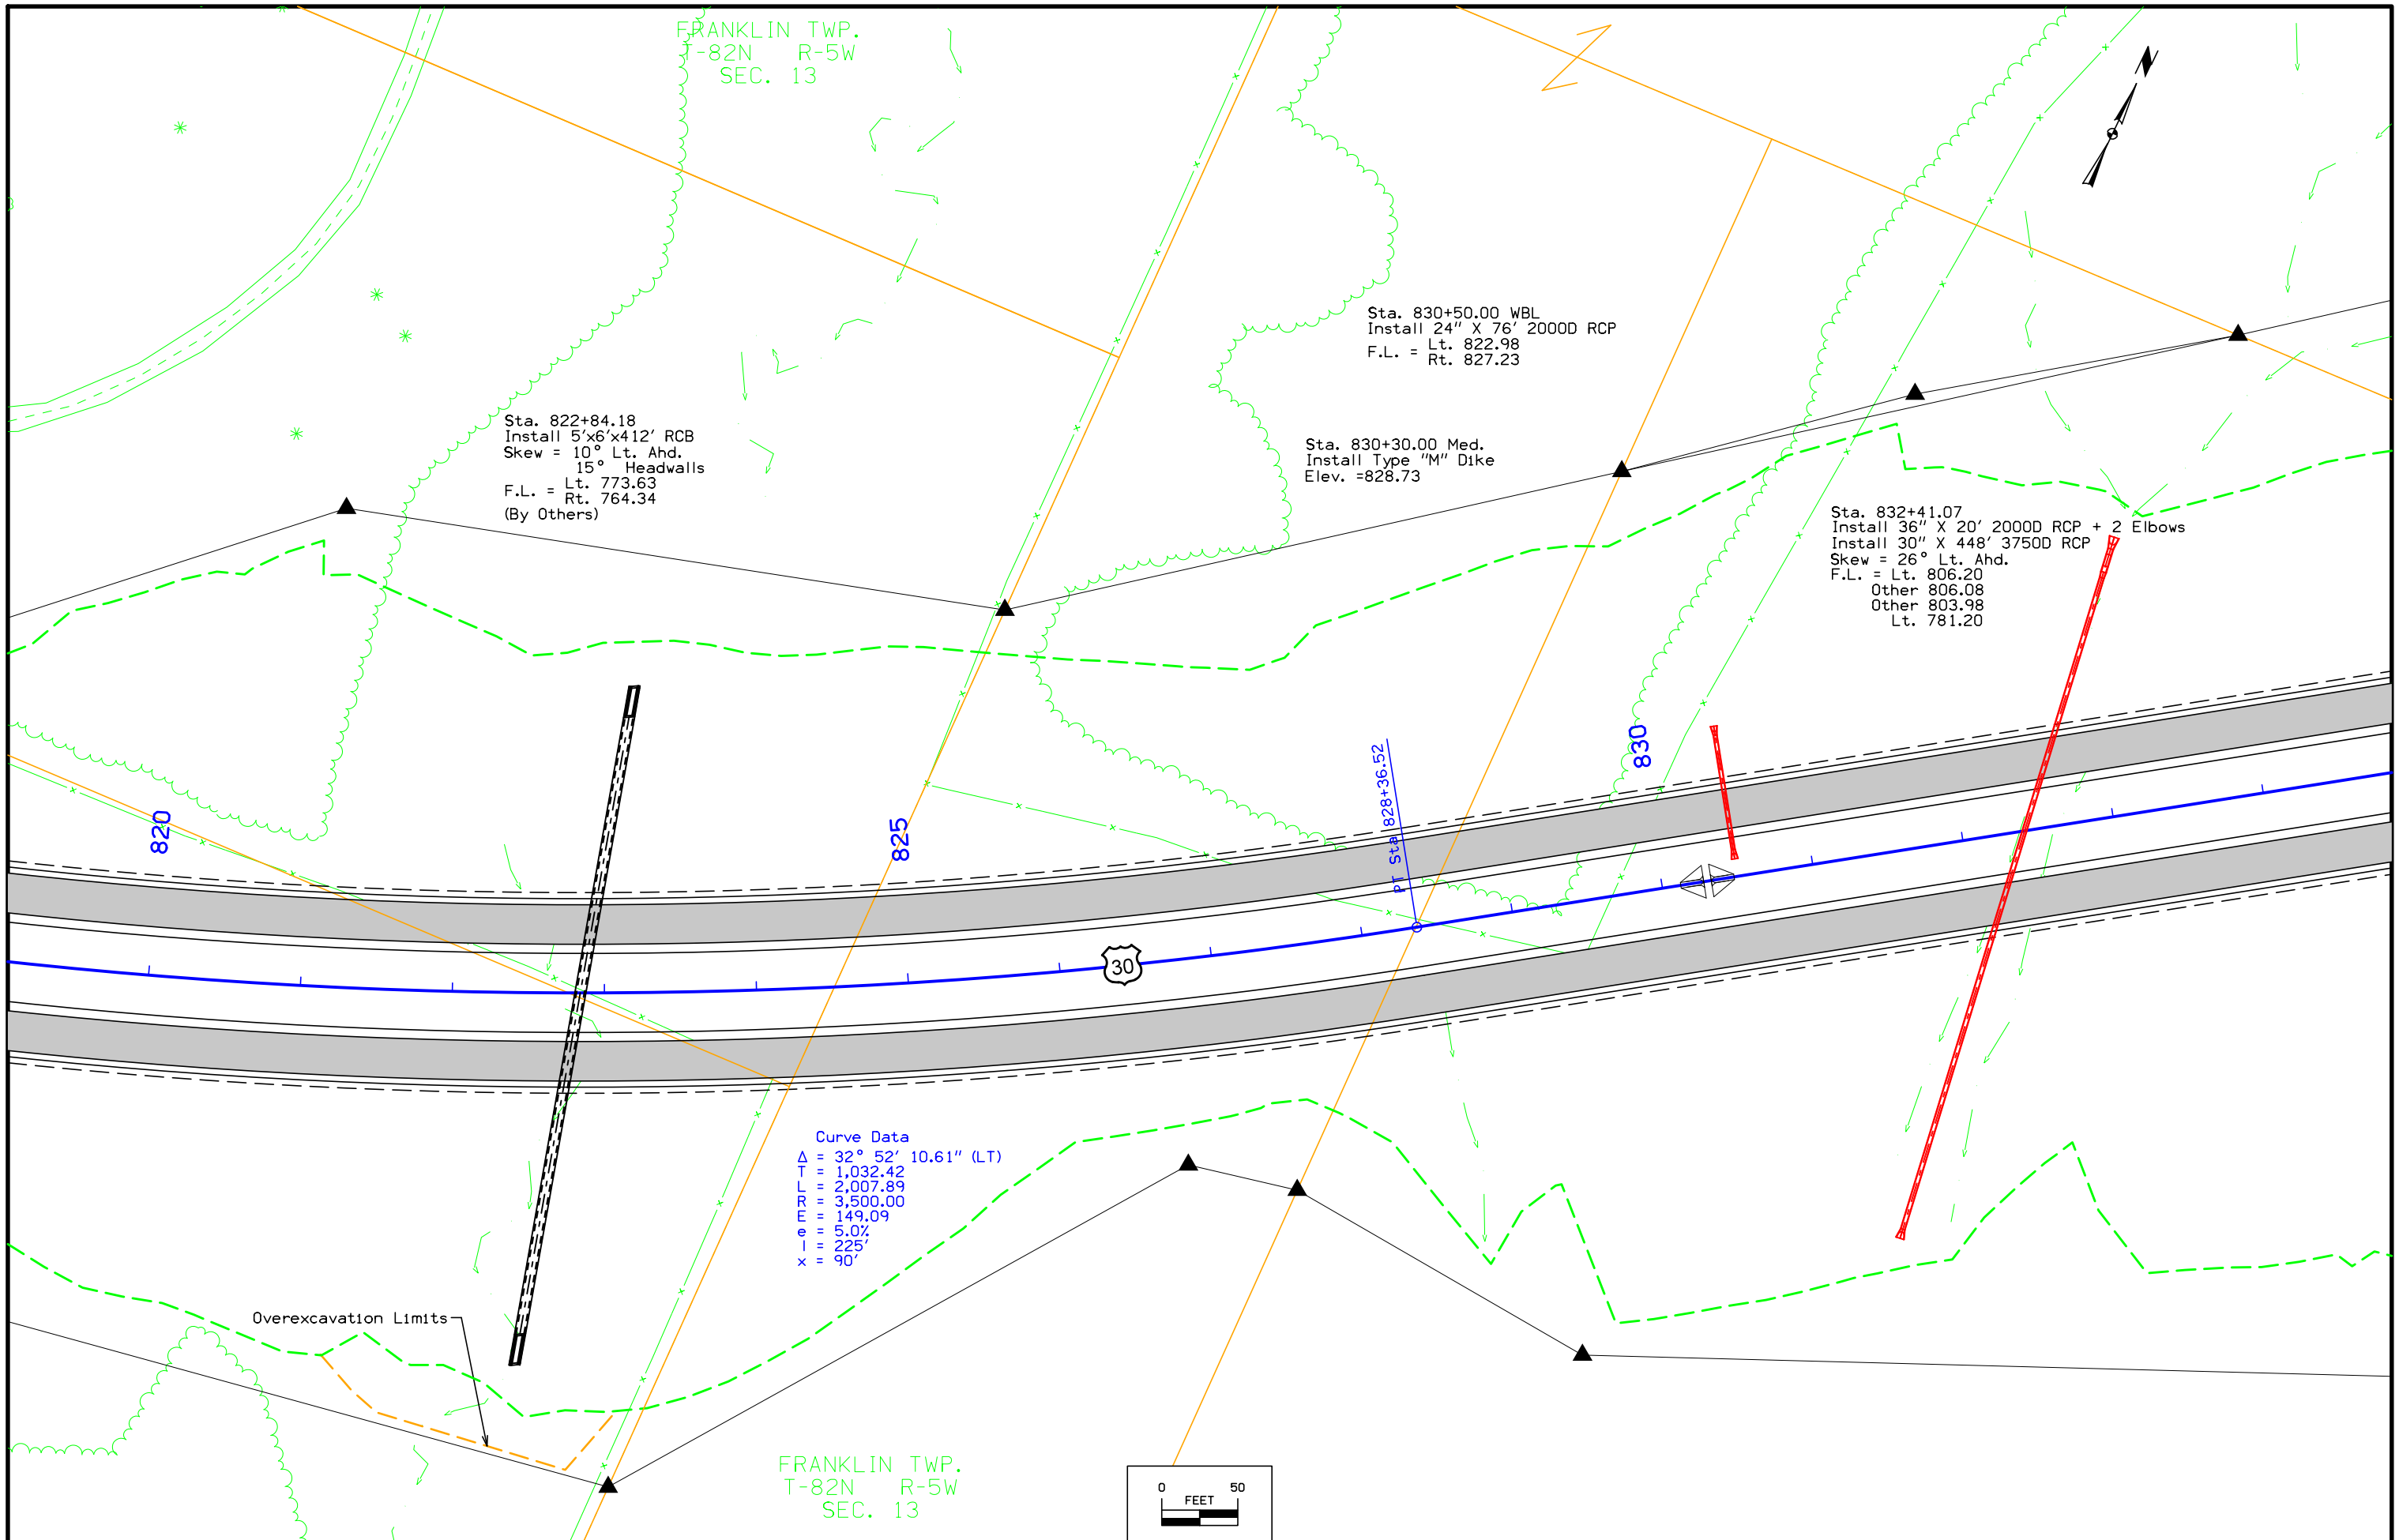 FRANKLIN TWP.
T-82N R-5W
SEC. 13
N
Sta. 830+50.00 WBL
Install 24" X 76' 2000D RCP
F.L. = Lt. 822.98
Rt. 827.23
Sta. 822+84.18
Install 5'x6'x412' RCB
Skew = 10° Lt. Ahd.
15° Headwalls
F.L. = Lt. 773.63
Rt. 764.34
(By Others)
Sta. 830+30.00 Med.
Install Type "M" Dike
Elev. =828.73
Sta. 832+41.07
Install 36" X 20' 2000D RCP + 2 Elbows
Install 30" X 448' 3750D RCP
Skew = 26° Lt. Ahd.
F.L. = Lt. 806.20
Other 806.08
Other 803.98
Lt. 781.20
820
825
830
PT Sta 828+36.52
30
Curve Data
Δ = 32° 52' 10.61" (LT)
T = 1,032.42
L = 2,007.89
R = 3,500.00
E = 149.09
e = 5.0%
l = 225'
x = 90'
Overexcavation Limits
FRANKLIN TWP.
T-82N R-5W
SEC. 13
0 50
FEET